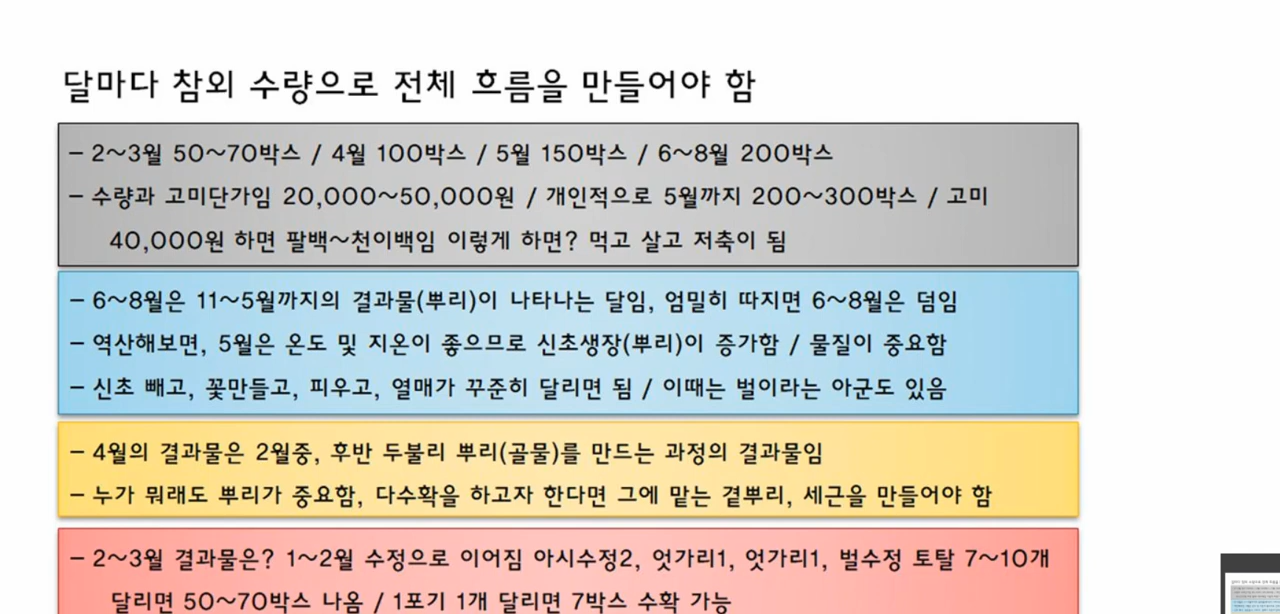 달마다 참외 수량으로 전체 흐름을 만들어야 함
- 2~3월 50~70박스 / 4월 100박스 / 5월 150박스 / 6~8월 200박스
- 수량과 고미단가임 20,000~50,000원 / 개인적으로 5월까지 200~300박스 / 고미
40,000원 하면 팔백~천이백임 이렇게 하면? 먹고 살고 저축이 됨
- 6~8월은 11~5월까지의 결과물(뿌리)이 나타나는 달임, 엄밀히 따지면 6~8월은 덤임
- 역산해보면, 5월은 온도 및 지온이 좋으므로 신초생장(뿌리)이 증가함 / 물질이 중요함
- 신초 빼고, 꽃만들고, 피우고, 열매가 꾸준히 달리면 됨 / 이때는 벌이라는 아군도 있음
- 4월의 결과물은 2월중, 후반 두불리 뿌리(골물)를 만드는 과정의 결과물임
- 누가 뭐래도 뿌리가 중요함, 다수확을 하고자 한다면 그에 맡는 곁뿌리, 세근을 만들어야 함
- 2~3월 결과물은? 1~2월 수정으로 이어짐 아시수정2, 엇가리1, 엇가리1, 벌수정 토탈 7~10개
달리면 50~70박스 나옴 / 1포기 1개 달리면 7박스 수확 가능